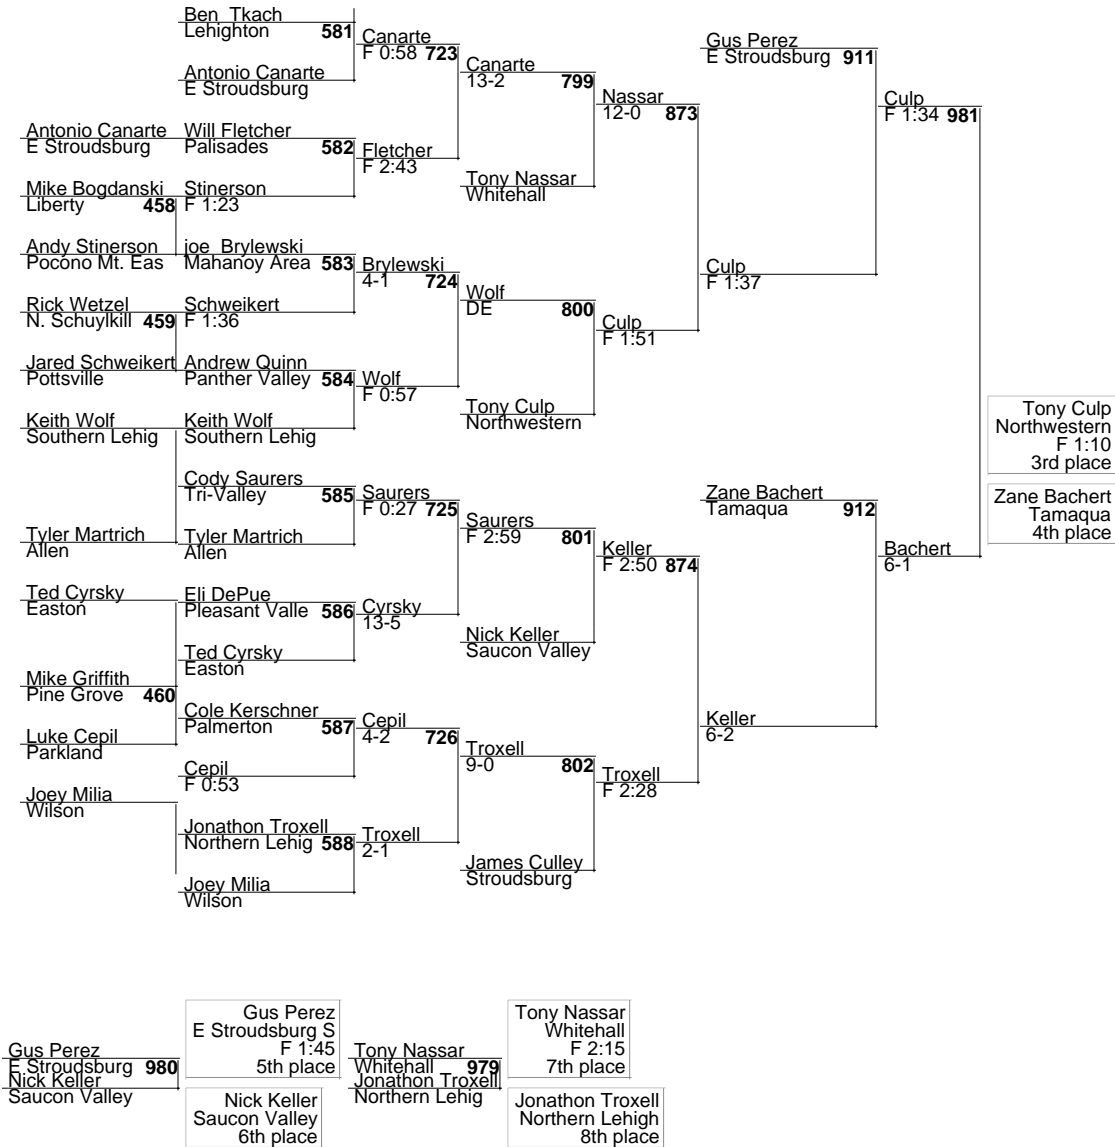 Ben  Tkach
Lehighton 581
Antonio Canarte
E Stroudsburg
Antonio Canarte
E Stroudsburg
Mike Bogdanski
Liberty 458
Andy Stinerson
Pocono Mt. Eas
Rick Wetzel
N. Schuylkill 459
Jared Schweikert
Pottsville
Keith Wolf
Southern Lehig
Tyler Martrich
Allen
Ted Cyrsky
Easton
Mike Griffith
Pine Grove 460
Luke Cepil
Parkland
Joey Milia
Wilson
Will Fletcher
Palisades 582
Stinerson
F 1:23
joe  Brylewski
Mahanoy Area 583
Schweikert
F 1:36
Andrew Quinn
Panther Valley 584
Keith Wolf
Southern Lehig
Cody Saurers
Tri-Valley 585
Tyler Martrich
Allen
Eli DePue
Pleasant Valle 586
Ted Cyrsky
Easton
Cole Kerschner
Palmerton 587
Cepil
F 0:53
Jonathon Troxell
Northern Lehig 588
Joey Milia
Wilson
Canarte
F 0:58 723
Fletcher
F 2:43
Brylewski
4-1 724
Wolf
F 0:57
Saurers
F 0:27 725
Cyrsky
13-5
Cepil
4-2 726
Troxell
2-1
Canarte
13-2 799
Tony Nassar
Whitehall
Wolf
DE 800
Tony Culp
Northwestern
Saurers
F 2:59 801
Nick Keller
Saucon Valley
Troxell
9-0 802
James Culley
Stroudsburg
Nassar
12-0 873
Culp
F 1:51
Keller
F 2:50 874
Troxell
F 2:28
Gus Perez
E Stroudsburg 911
Culp
F 1:37
Zane Bachert
Tamaqua 912
Keller
6-2
Culp
F 1:34 981
Bachert
6-1
Tony Culp
Northwestern
F 1:10
3rd place
Zane Bachert
Tamaqua
4th place
Gus Perez
E Stroudsburg 980
Nick Keller
Saucon Valley
Gus Perez
E Stroudsburg S
F 1:45
5th place
Nick Keller
Saucon Valley
6th place
Tony Nassar
Whitehall 979
Jonathon Troxell
Northern Lehig
Tony Nassar
Whitehall
F 2:15
7th place
Jonathon Troxell
Northern Lehigh
8th place